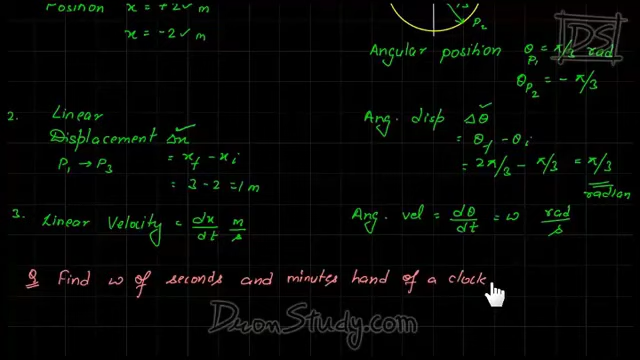 Position x = +2 m
x = -2 m
P₂
DS
Angular position θP₁ = π/3 rad
θP₂ = - π/3
2. Linear
Displacement Δx
P₁ → P₃ = xf - xi
= 3 - 2 = 1 m
Ang. disp Δθ
= θf - θi
= 2π/3 - π/3 = π/3
radian
3. Linear Velocity = dx/dt m/s
Ang. vel = dθ/dt = ω rad/s
Q Find ω of seconds and minutes hand of a clock
DronStudy.com